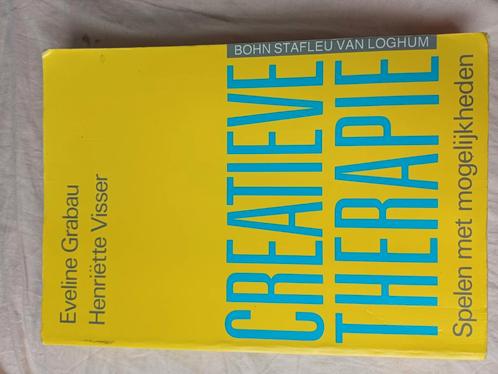 Eveline Grabau
Henriëtte Visser
BOHN STAFLEU VAN LOGHUM
CREATIEVE
THERAPIE
Spelen met mogelijkheden